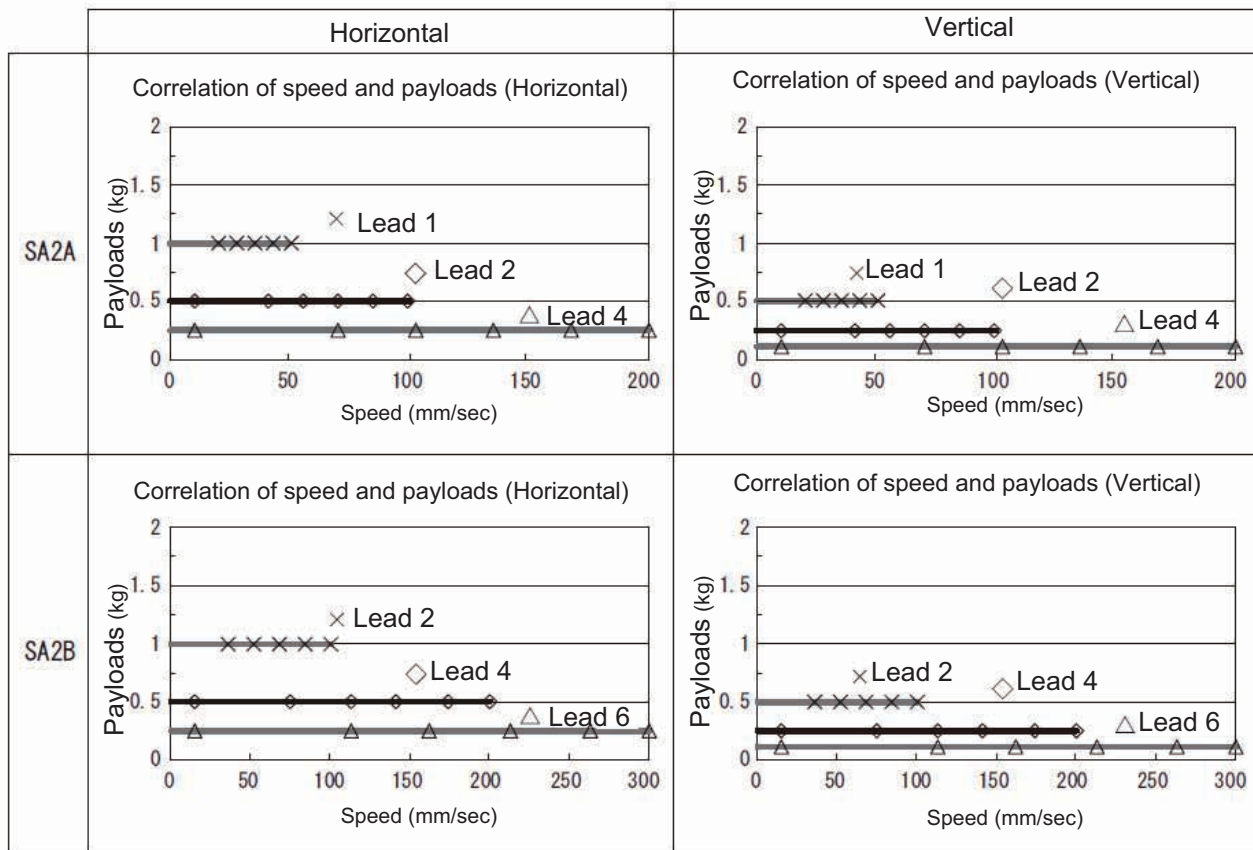 Horizontal
Vertical
SA2A
Correlation of speed and payloads (Horizontal)
Payloads (kg)
2
1.5
1
0.5
0
Lead 1
Lead 2
Lead 4
0 50 100 150 200
Speed (mm/sec)
Correlation of speed and payloads (Vertical)
Payloads (kg)
2
1.5
1
0.5
0
Lead 1
Lead 2
Lead 4
0 50 100 150 200
Speed (mm/sec)
SA2B
Correlation of speed and payloads (Horizontal)
Payloads (kg)
2
1.5
1
0.5
0
Lead 2
Lead 4
Lead 6
0 50 100 150 200 250 300
Speed (mm/sec)
Correlation of speed and payloads (Vertical)
Payloads (kg)
2
1.5
1
0.5
0
Lead 2
Lead 4
Lead 6
0 50 100 150 200 250 300
Speed (mm/sec)